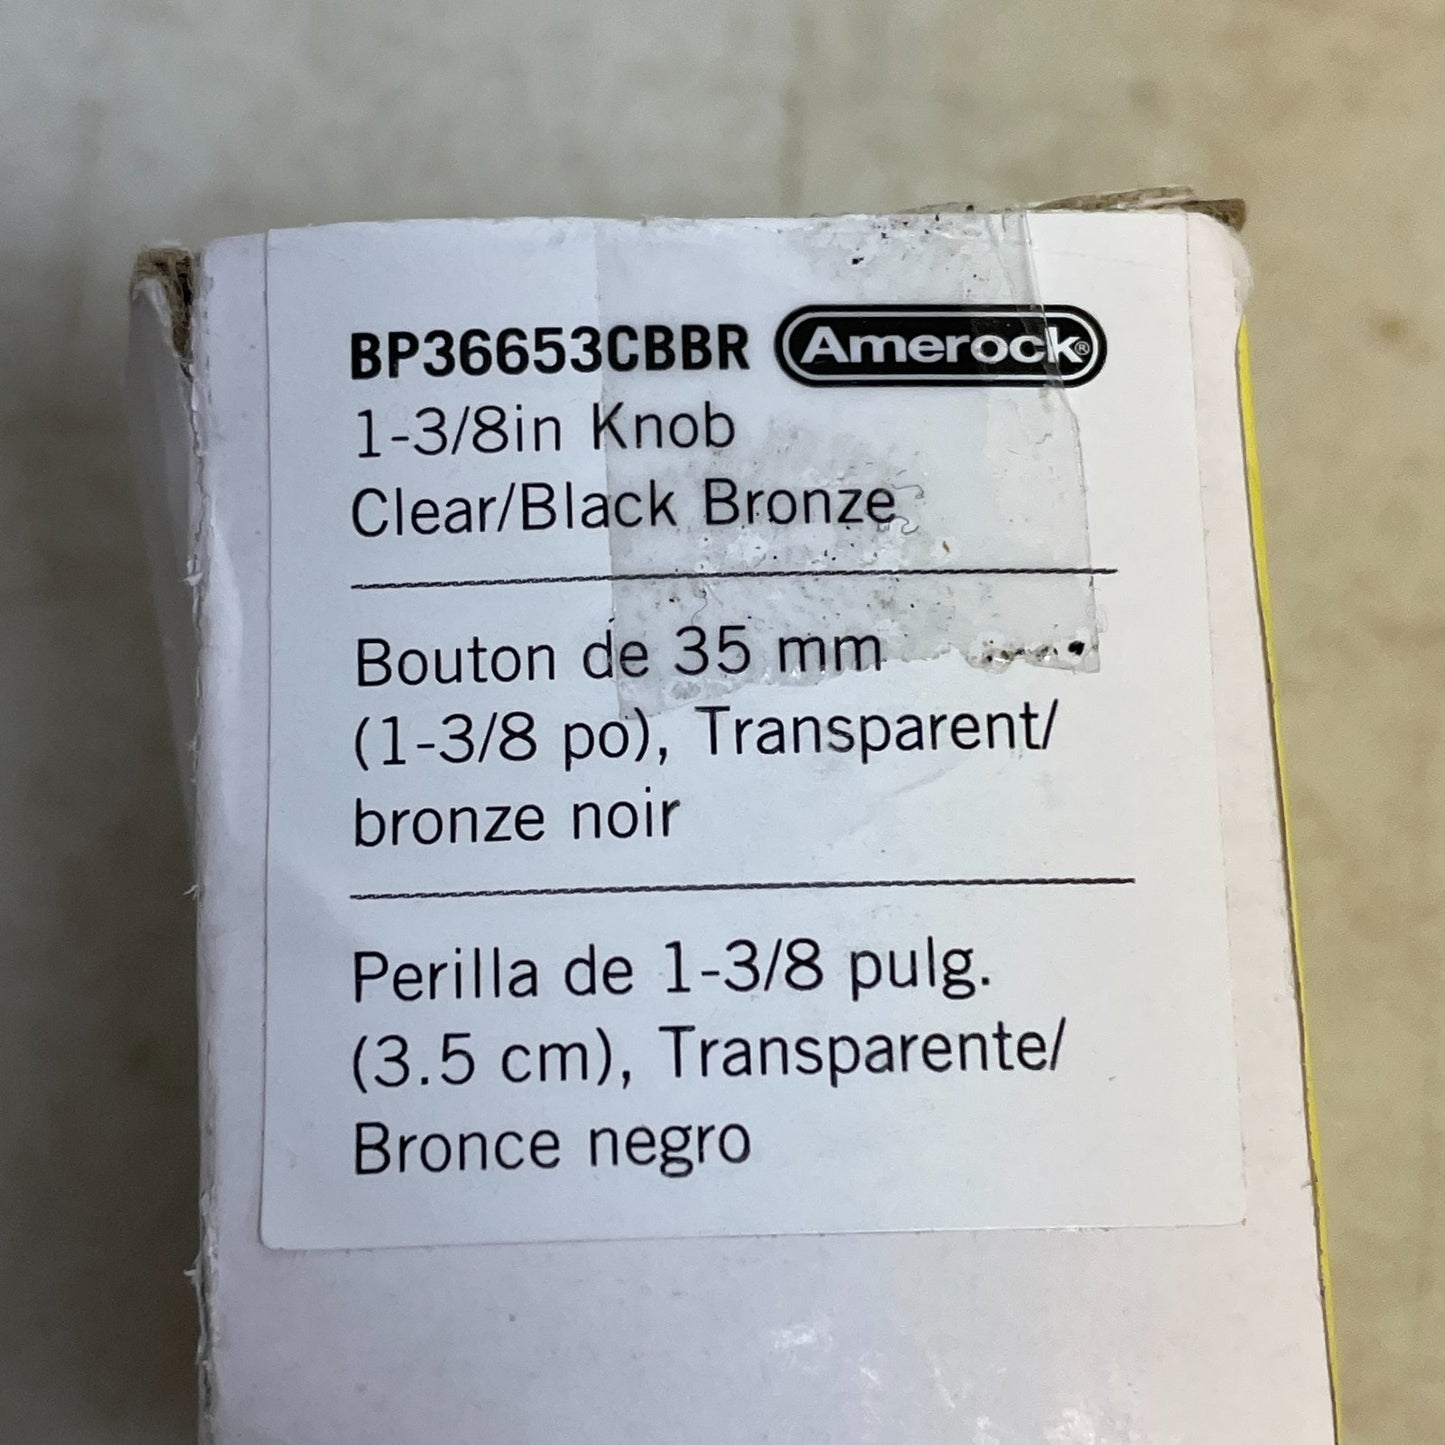 BP36653CBBR Amerock®
1-3/8in Knob
Clear/Black Bronze
Bouton de 35 mm
(1-3/8 po), Transparent/
bronze noir
Perilla de 1-3/8 pulg.
(3.5 cm), Transparente/
Bronce negro